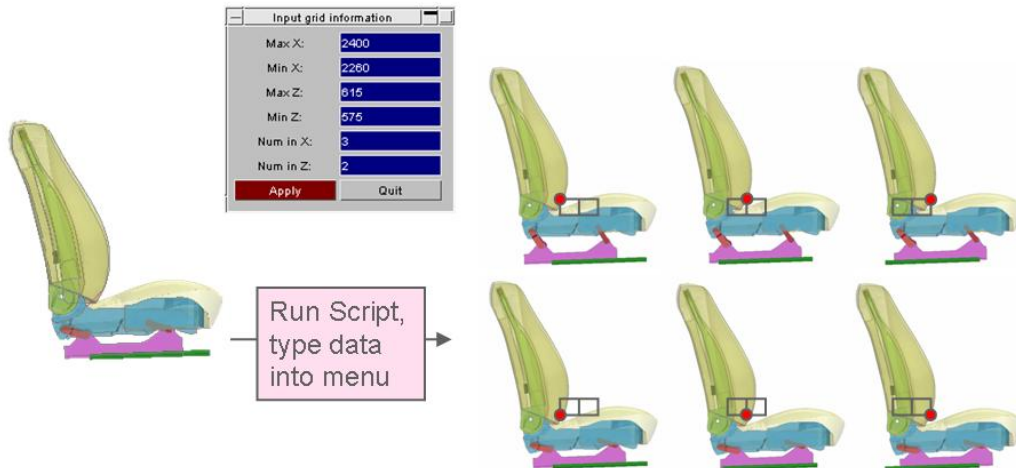 Input grid information
Max X: 2400
Min X: 2260
Max Z: 615
Min Z: 575
Num in X: 3
Num in Z: 2
Apply Quit
Run Script,
type data
into menu